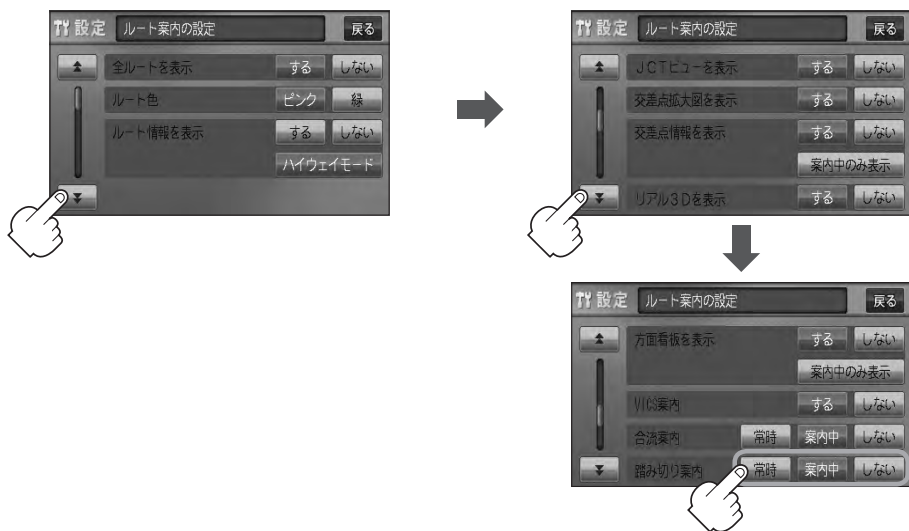 設定 ルート案内の設定 戻る
全ルートを表示 する しない
ルート色 ピンク 緑
ルート情報を表示 する しない
ハイウェイモード
設定 ルート案内の設定 戻る
JCTビューを表示 する しない
交差点拡大図を表示 する しない
交差点情報を表示 する しない
案内中のみ表示
リアル3Dを表示 する しない
設定 ルート案内の設定 戻る
方面看板を表示 する しない
案内中のみ表示
VICS案内 する しない
合流案内 常時 案内中 しない
踏み切り案内 常時 案内中 しない